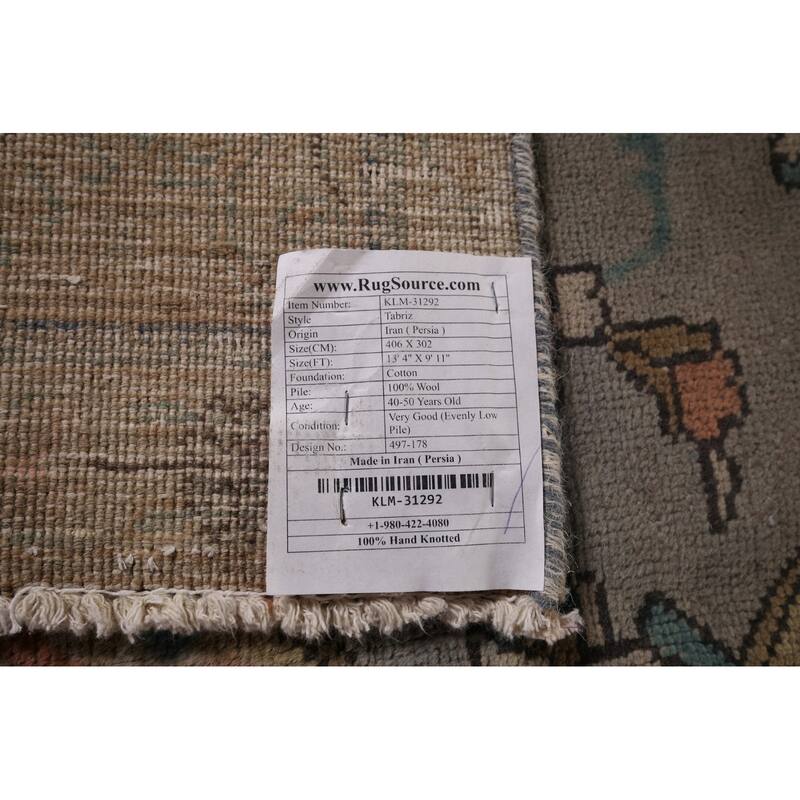 www.RugSource.com
Item Number: KLM-31292
Style Tabriz
Origin Iran ( Persia )
Size(CM): 406 X 302
Size(FT): 13' 4" X 9' 11"
Foundation: Cotton
Pile: 100% Wool
Age: 40-50 Years Old
Condition: Very Good (Evenly Low
Pile)
Design No.: 497-178
Made in Iran ( Persia )
KLM-31292
+1-980-422-4080
100% Hand Knotted